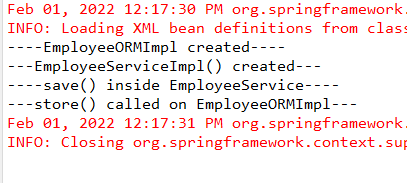 Feb 01, 2022 12:17:30 PM org.springframework.
INFO: Loading XML bean definitions from clas
----EmployeeORMImpl created----
---EmployeeServiceImpl() created---
----save() inside EmployeeService----
---store() called on EmployeeORMImpl---
Feb 01, 2022 12:17:31 PM org.springframework.
INFO: Closing org.springframework.context.sup